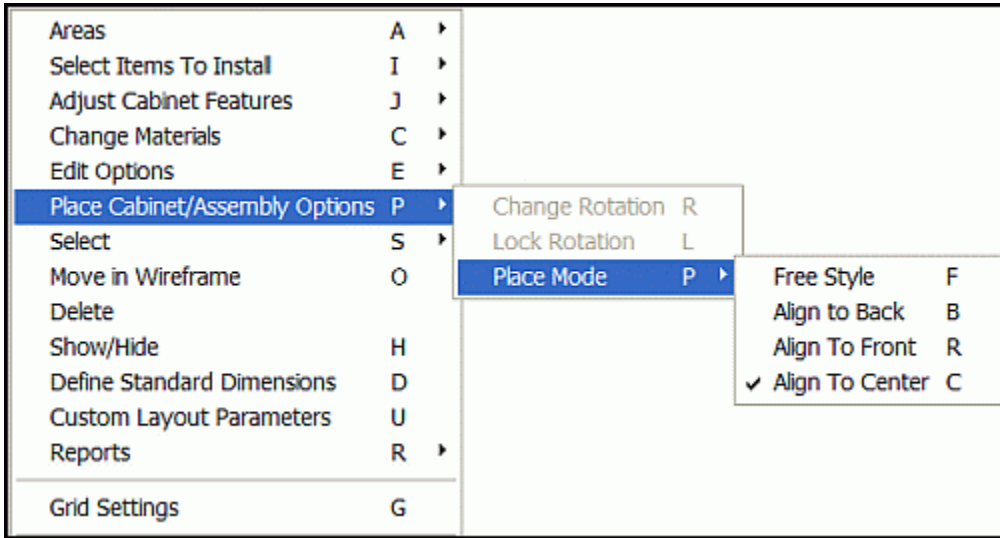 Areas A
Select Items To Install I
Adjust Cabinet Features J
Change Materials C
Edit Options E
Place Cabinet/Assembly Options P
Select S
Move in Wireframe O
Delete
Show/Hide H
Define Standard Dimensions D
Custom Layout Parameters U
Reports R
Grid Settings G
Change Rotation R
Lock Rotation L
Place Mode P
Free Style F
Align to Back B
Align To Front R
Align To Center C